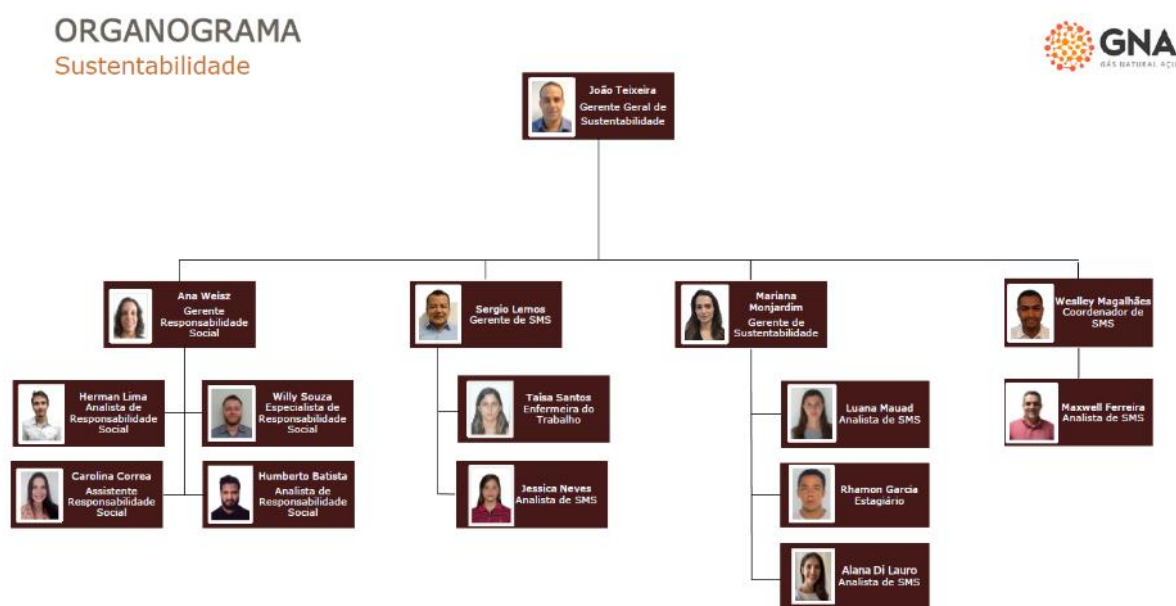 ORGANOGRAMA
Sustentabilidade
GNA
GÁS NATURAL AÇU
João Teixeira
Gerente Geral de
Sustentabilidade
Ana Weisz
Gerente
Responsabilidade
Social
Sergio Lemos
Gerente de SMS
Mariana
Monjardim
Gerente de
Sustentabilidade
Weslley Magalhães
Coordenador de
SMS
Herman Lima
Analista de
Responsabilidade
Social
Willy Souza
Especialista de
Responsabilidade
Social
Taisa Santos
Enfermeira do
Trabalho
Luana Mauad
Analista de SMS
Maxwell Ferreira
Analista de SMS
Carolina Correa
Assistente
Responsabilidade
Social
Humberto Batista
Analista de
Responsabilidade
Social
Jessica Neves
Analista de SMS
Rhamon Garcia
Estagiário
Alana Di Lauro
Analista de SMS